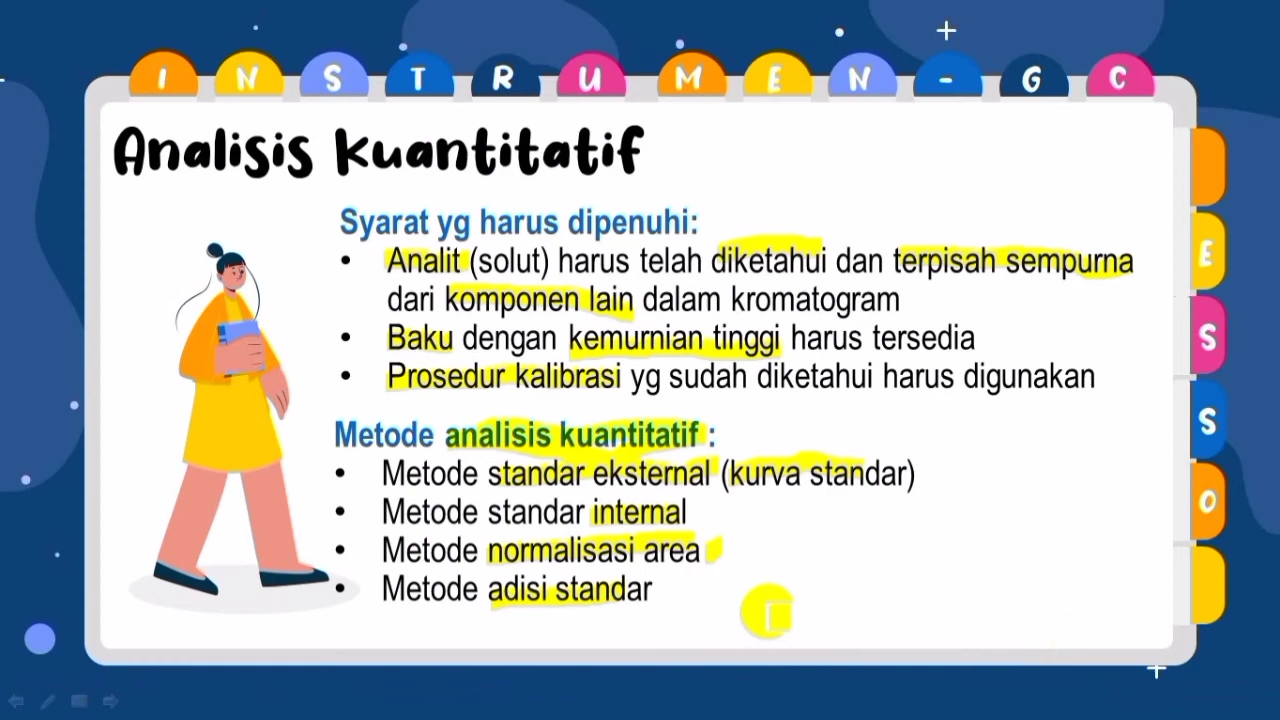 INSTRUMEN-GC
Analisis Kuantitatif
Syarat yg harus dipenuhi:
• Analit (solut) harus telah diketahui dan terpisah sempurna
dari komponen lain dalam kromatogram
• Baku dengan kemurnian tinggi harus tersedia
• Prosedur kalibrasi yg sudah diketahui harus digunakan
Metode analisis kuantitatif :
• Metode standar eksternal (kurva standar)
• Metode standar internal
• Metode normalisasi area
• Metode adisi standar
E
S
S
O